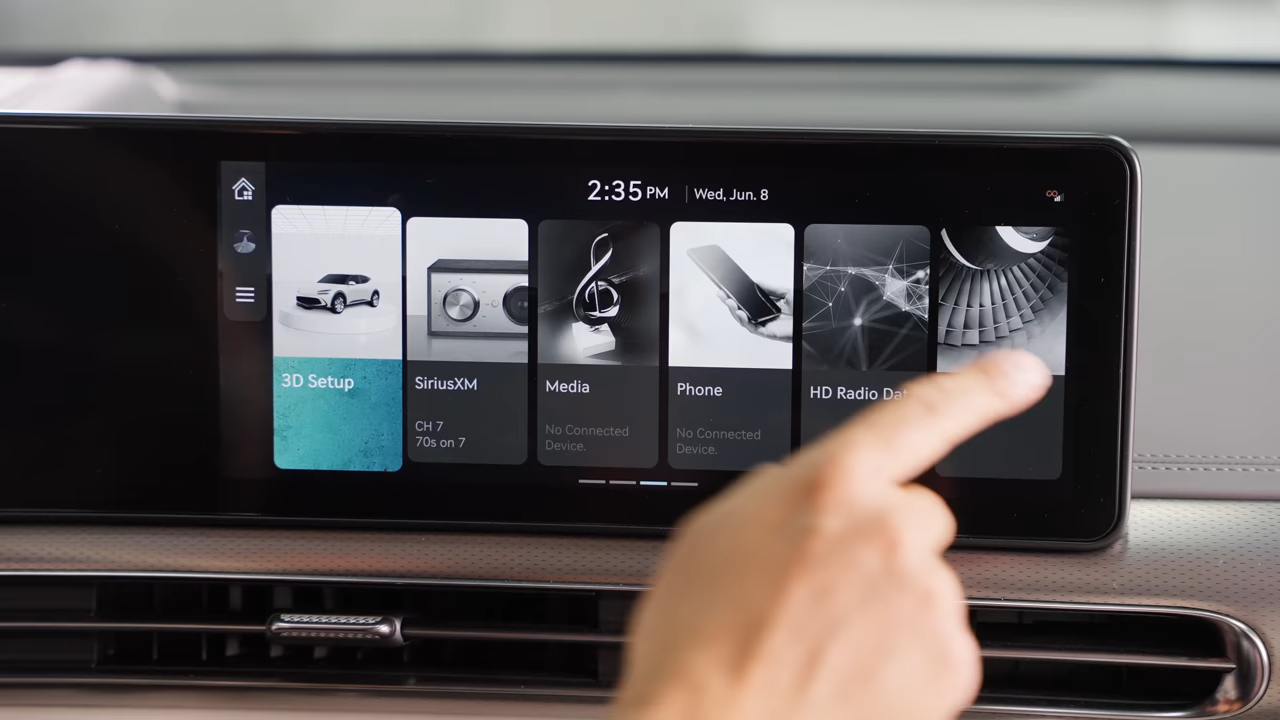 2:35 PM
Wed, Jun. 8
3D Setup
SiriusXM
CH 7
70s on 7
Media
No Connected
Device.
Phone
No Connected
Device.
HD Radio